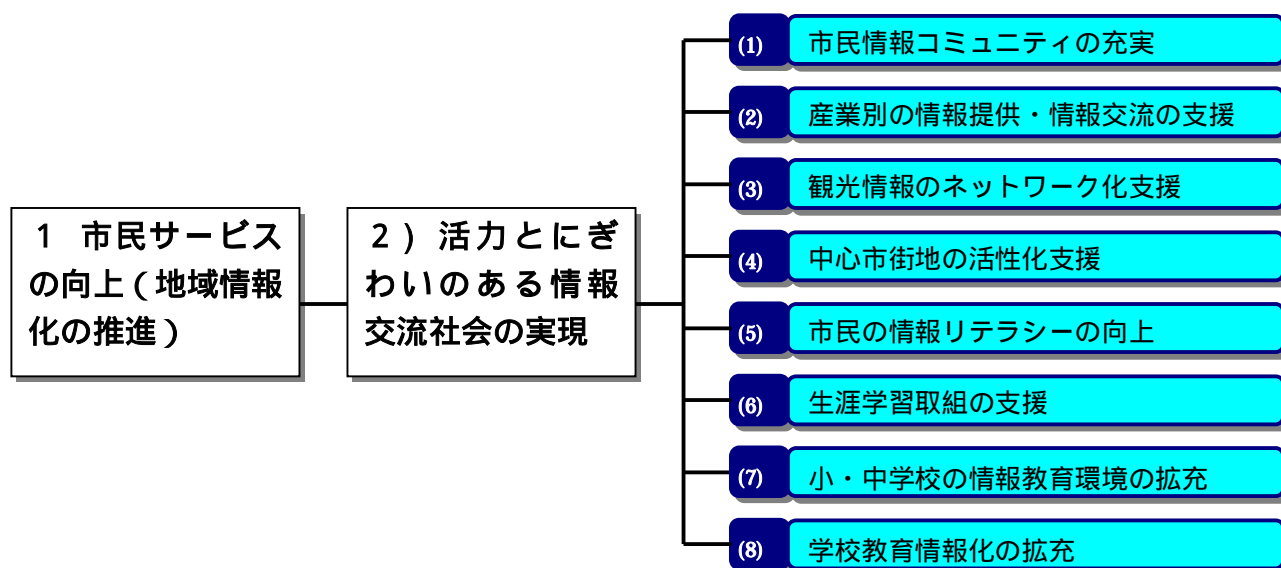 1 市民サービス
の向上(地域情報
化の推進)
2) 活力とにぎ
わいのある情報
交流社会の実現
(1) 市民情報コミュニティの充実
(2) 産業別の情報提供・情報交流の支援
(3) 観光情報のネットワーク化支援
(4) 中心市街地の活性化支援
(5) 市民の情報リテラシーの向上
(6) 生涯学習取組の支援
(7) 小・中学校の情報教育環境の拡充
(8) 学校教育情報化の拡充